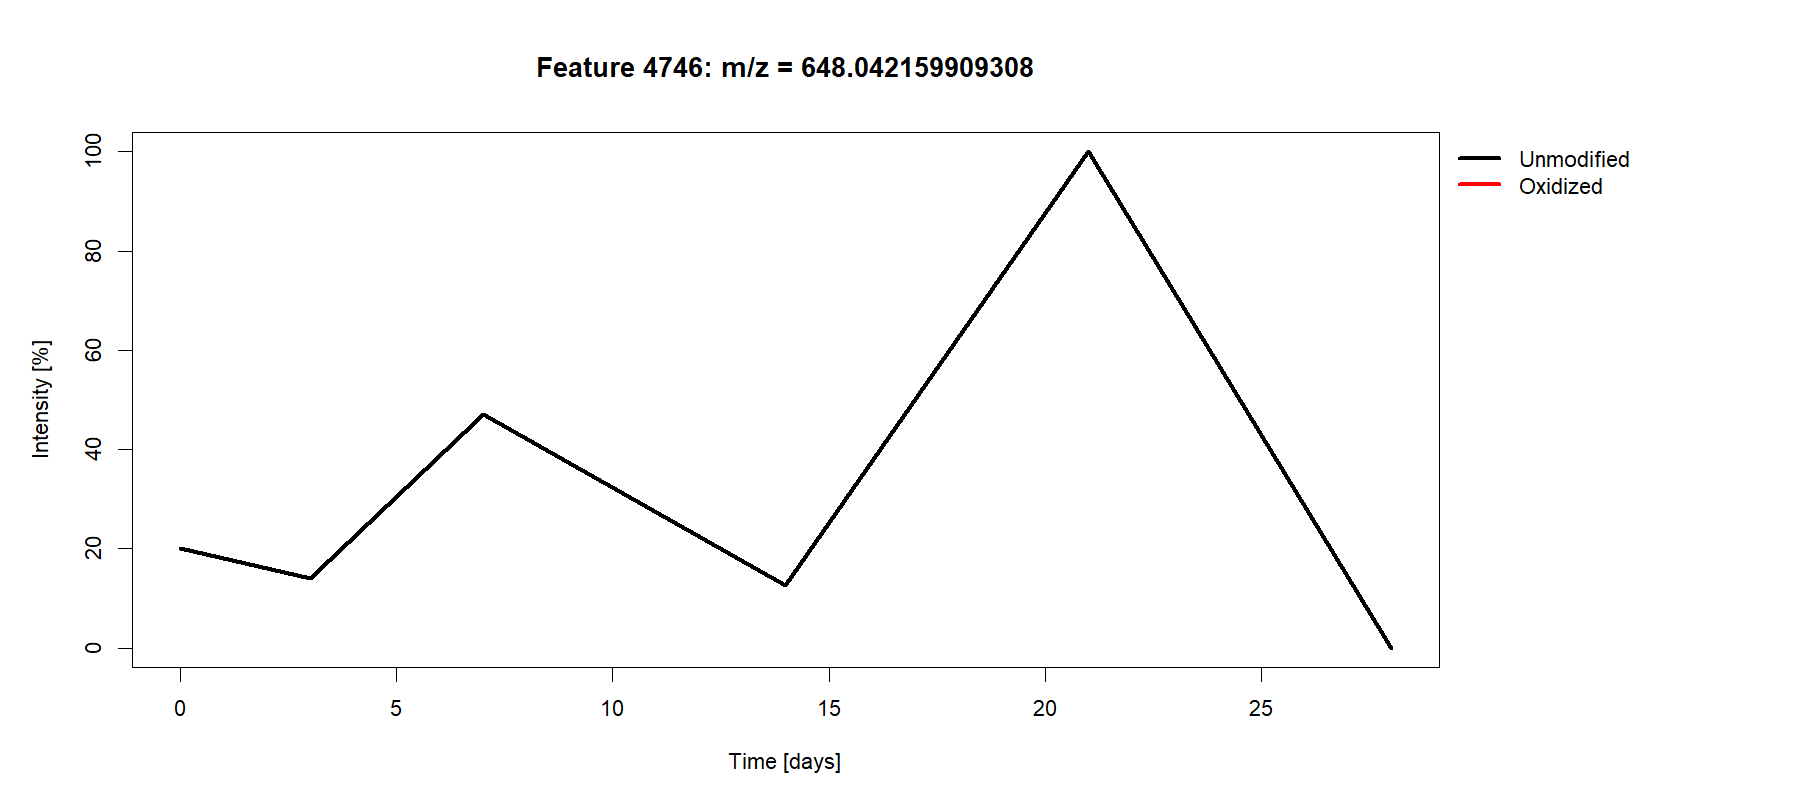 Feature 4746: m/z = 648.042159909308
Unmodified
Oxidized
Intensity [%]
100
80
60
40
20
0
0 5 10 15 20 25
Time [days]